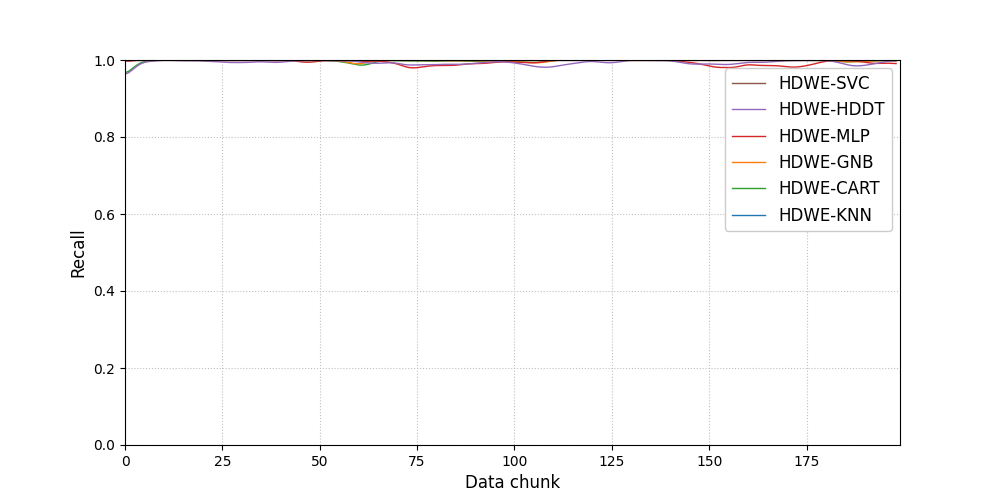 1.0
0.8
0.6
0.4
0.2
0.0
Recall
HDWE-SVC
HDWE-HDDT
HDWE-MLP
HDWE-GNB
HDWE-CART
HDWE-KNN
0 25 50 75 100 125 150 175
Data chunk